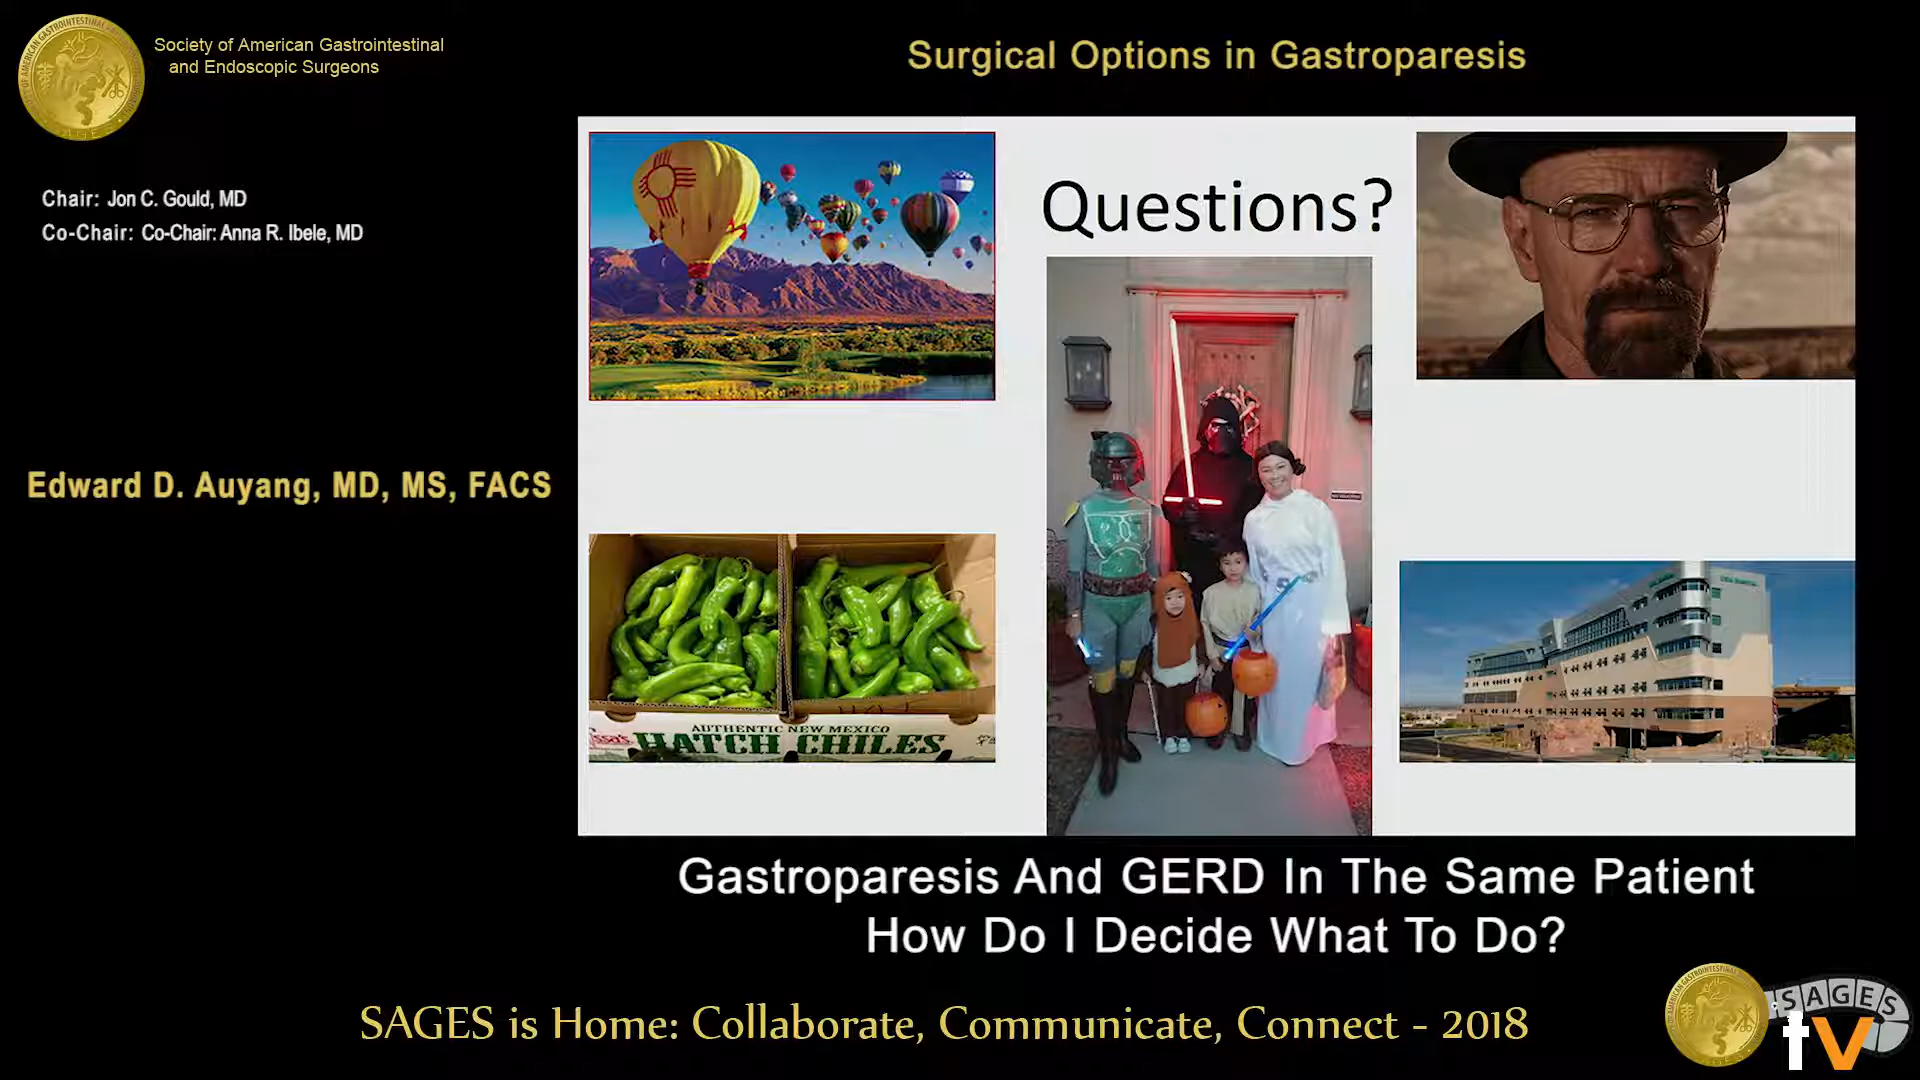 Society of American Gastrointestinal
and Endoscopic Surgeons
Surgical Options in Gastroparesis
Chair: Jon C. Gould, MD
Co-Chair: Co-Chair: Anna R. Ibele, MD
Edward D. Auyang, MD, MS, FACS
Questions?
AUTHENTIC NEW MEXICO
HATCH CHILES
Gastroparesis And GERD In The Same Patient
How Do I Decide What To Do?
SAGES is Home: Collaborate, Communicate, Connect - 2018
SAGES
tv